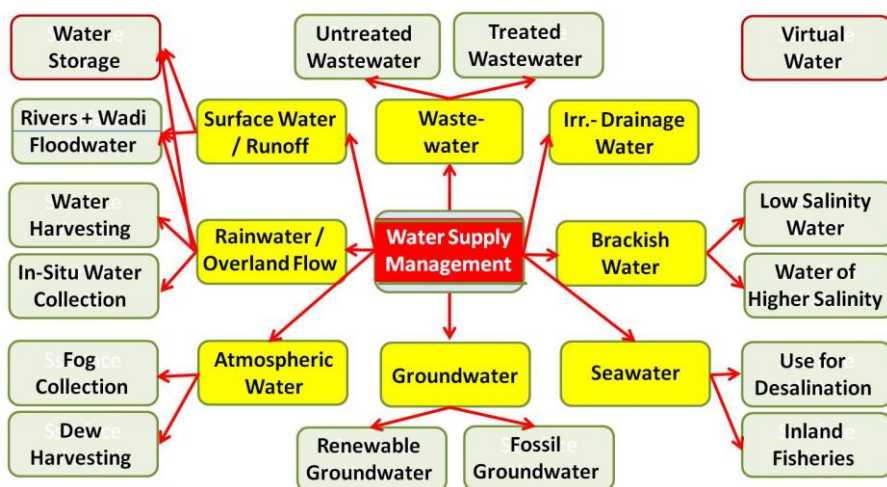 Water
Storage
Untreated
Wastewater
Treated
Wastewater
Virtual
Water
Rivers + Wadi
Floodwater
Surface Water
/ Runoff
Waste-
water
Irr.- Drainage
Water
Water
Harvesting
Rainwater /
Overland Flow
Water Supply
Management
Brackish
Water
Low Salinity
Water
In-Situ Water
Collection
Water of
Higher Salinity
Fog
Collection
Atmospheric
Water
Groundwater
Seawater
Use for
Desalination
Dew
Harvesting
Renewable
Groundwater
Fossil
Groundwater
Inland
Fisheries